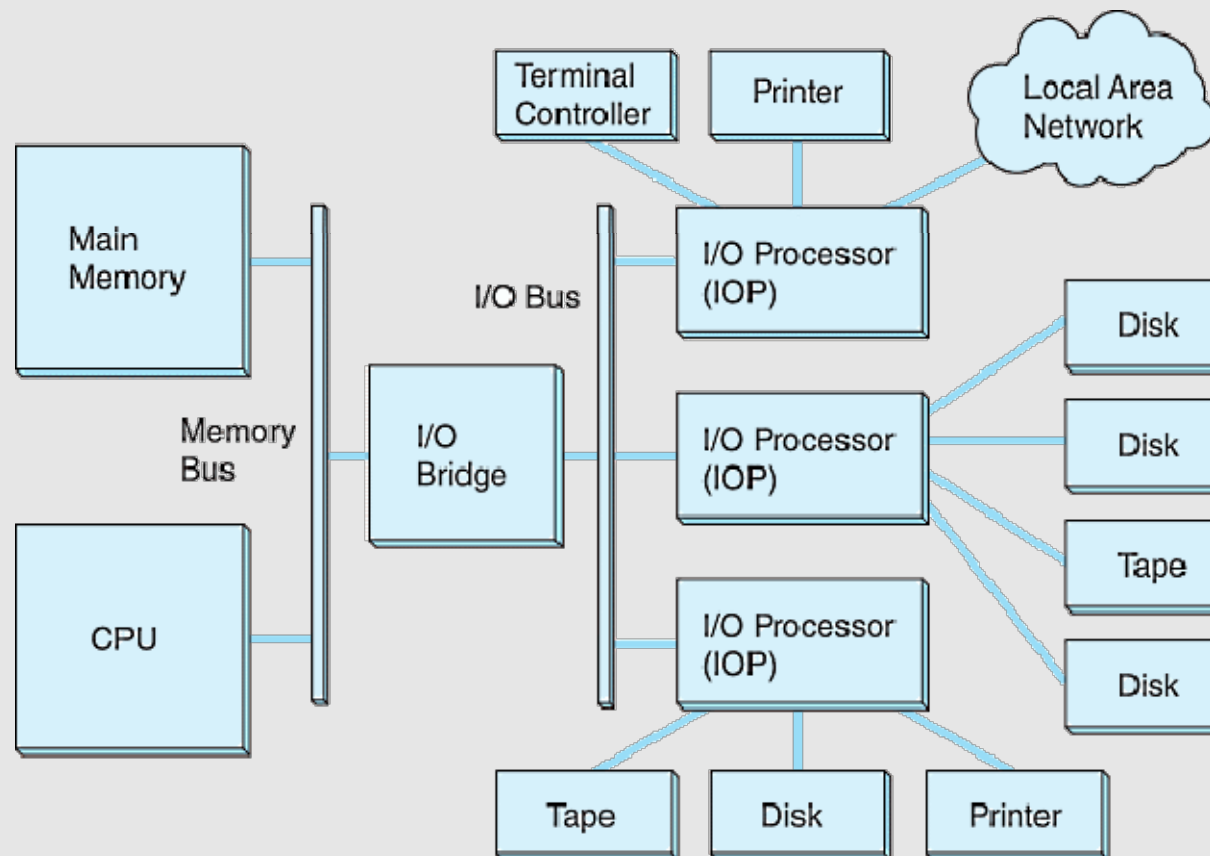 Terminal
Controller
Printer
Local Area
Network
Main
Memory
I/O Processor
(IOP)
I/O Bus
Disk
Memory
Bus
I/O
Bridge
I/O Processor
(IOP)
Disk
Tape
CPU
I/O Processor
(IOP)
Disk
Tape
Disk
Printer